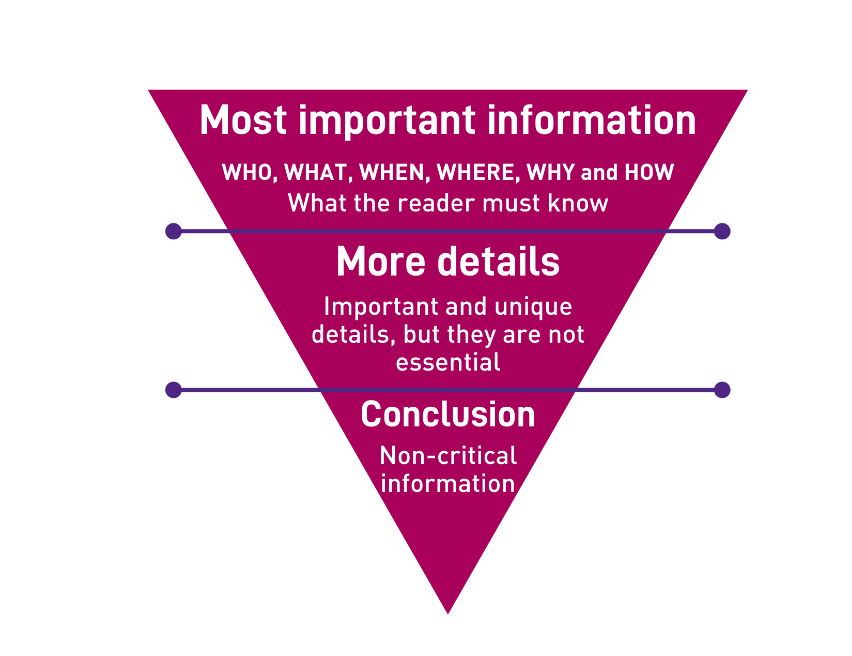 Most important information
WHO, WHAT, WHEN, WHERE, WHY and HOW
What the reader must know
More details
Important and unique
details, but they are not
essential
Conclusion
Non-critical
information